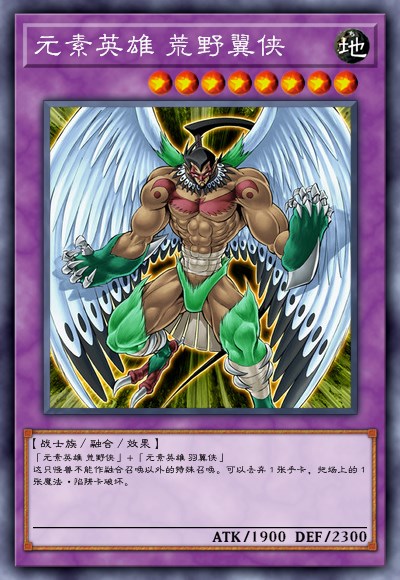 元素英雄 荒野翼侠
地
【战士族/融合/效果】
「元素英雄 荒野侠」+「元素英雄 羽翼侠」
这只怪兽不能作融合召唤以外的特殊召唤。可以丢弃1张手卡，把场上的1
张魔法·陷阱卡破坏。
ATK/1900 DEF/2300